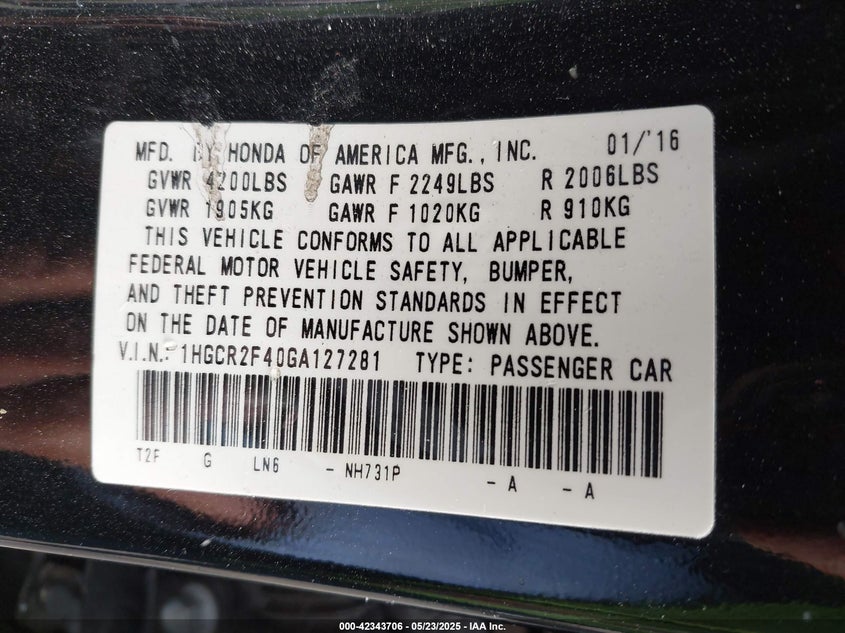 MFD. BY HONDA OF AMERICA MFG., INC. 01/'16
GVWR 4200LBS GAWR F 2249LBS R 2006LBS
GVWR 1905KG GAWR F 1020KG R 910KG
THIS VEHICLE CONFORMS TO ALL APPLICABLE
FEDERAL MOTOR VEHICLE SAFETY, BUMPER,
AND THEFT PREVENTION STANDARDS IN EFFECT
ON THE DATE OF MANUFACTURE SHOWN ABOVE.
V.I.N.: 1HGCR2F40GA127281 TYPE: PASSENGER CAR
T2F G LN6 - NH731P - A - A
000-42343706 - 05/23/2025 - IAA Inc.